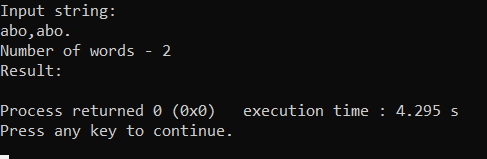 Input string:
abo,abo.
Number of words - 2
Result:
Process returned 0 (0x0)   execution time : 4.295 s
Press any key to continue.